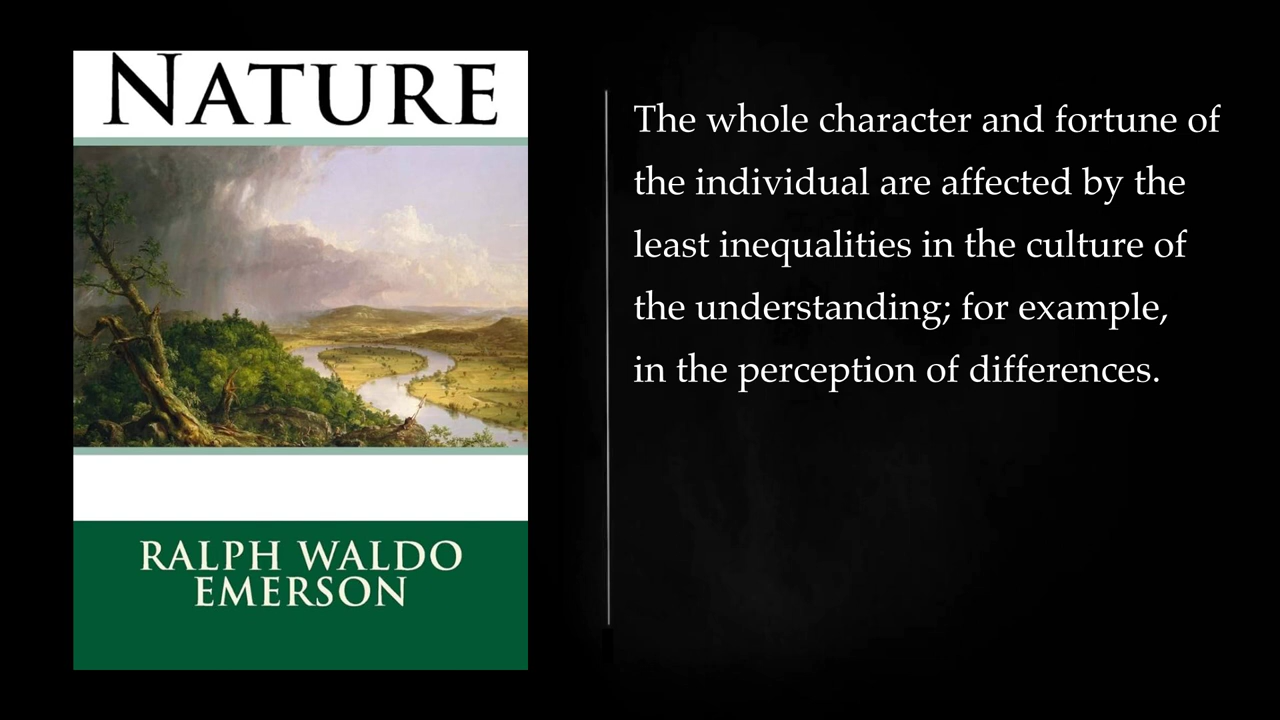 NATURE
RALPH WALDO
EMERSON
The whole character and fortune of
the individual are affected by the
least inequalities in the culture of
the understanding; for example,
in the perception of differences.